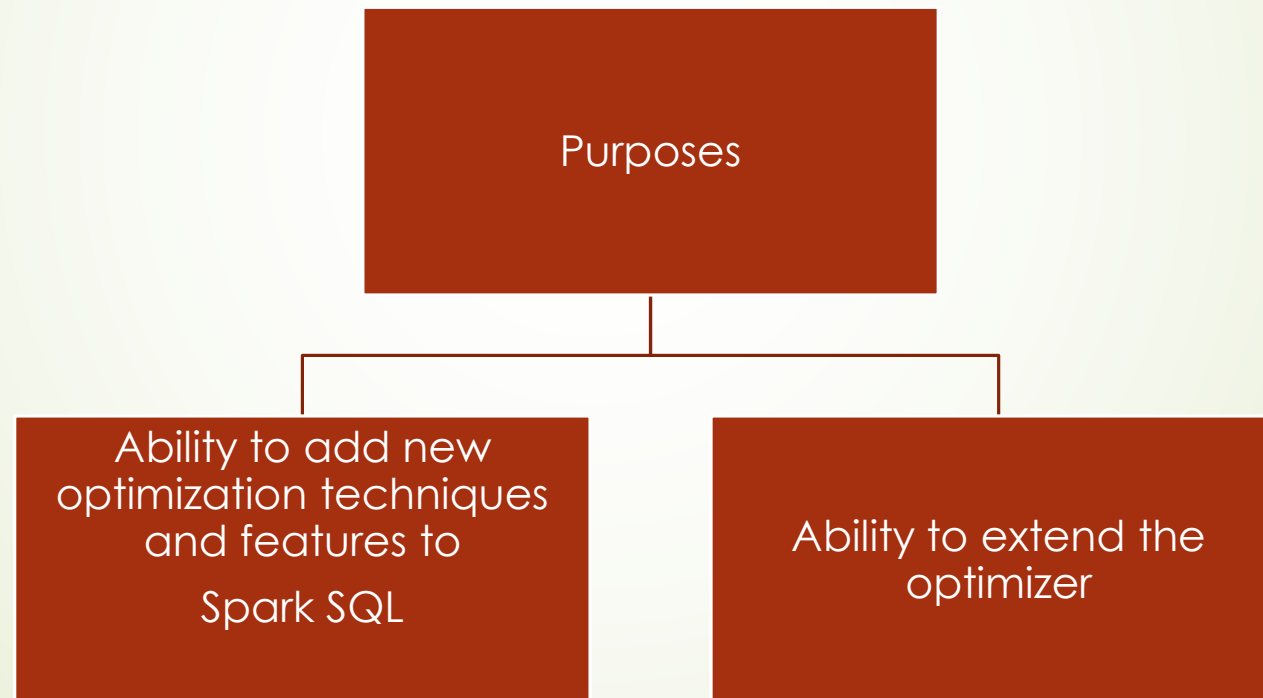 Purposes
Ability to add new
optimization techniques
and features to
Spark SQL
Ability to extend the
optimizer